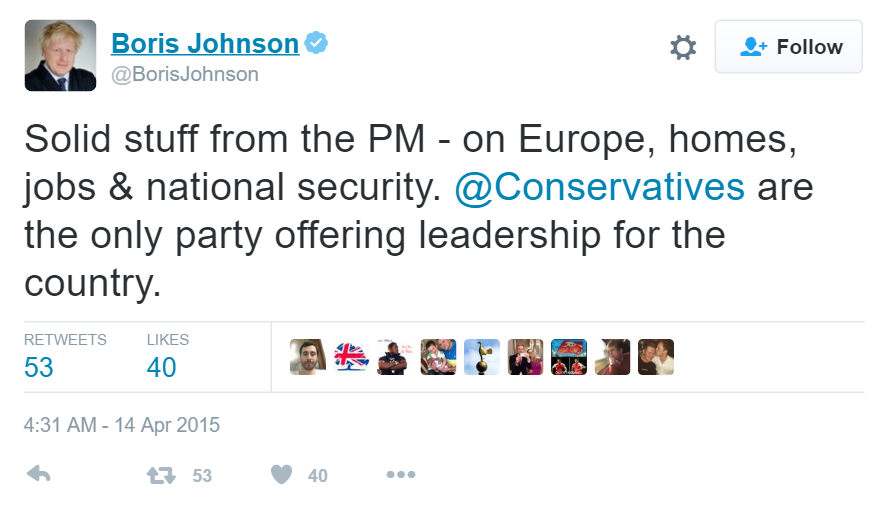 Boris Johnson
@BorisJohnson
Follow
Solid stuff from the PM - on Europe, homes,
jobs & national security. @Conservatives are
the only party offering leadership for the
country.
RETWEETS LIKES
53 40
4:31 AM - 14 Apr 2015
53 40